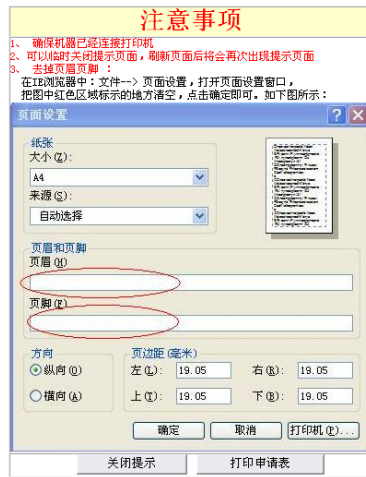 注意事项
1、 确保机器已经连接打印机
2、 可以临时关闭提示页面，刷新页面后将会再次出现提示页面
3、 去掉页眉页脚 ：
在IE浏览器中：文件--> 页面设置，打开页面设置窗口，
把图中红色区域标示的地方清空，点击确定即可。如下图所示：
页面设置
纸张
大小(Z):
A4
来源(S):
自动选择
页眉和页脚
页眉(H)
页脚(F)
方向 页边距(毫米)
纵向(O) 左(L): 19.05 右(R): 19.05
横向(A) 上(T): 19.05 下(B): 19.05
确定 取消 打印机(P)...
关闭提示 打印申请表